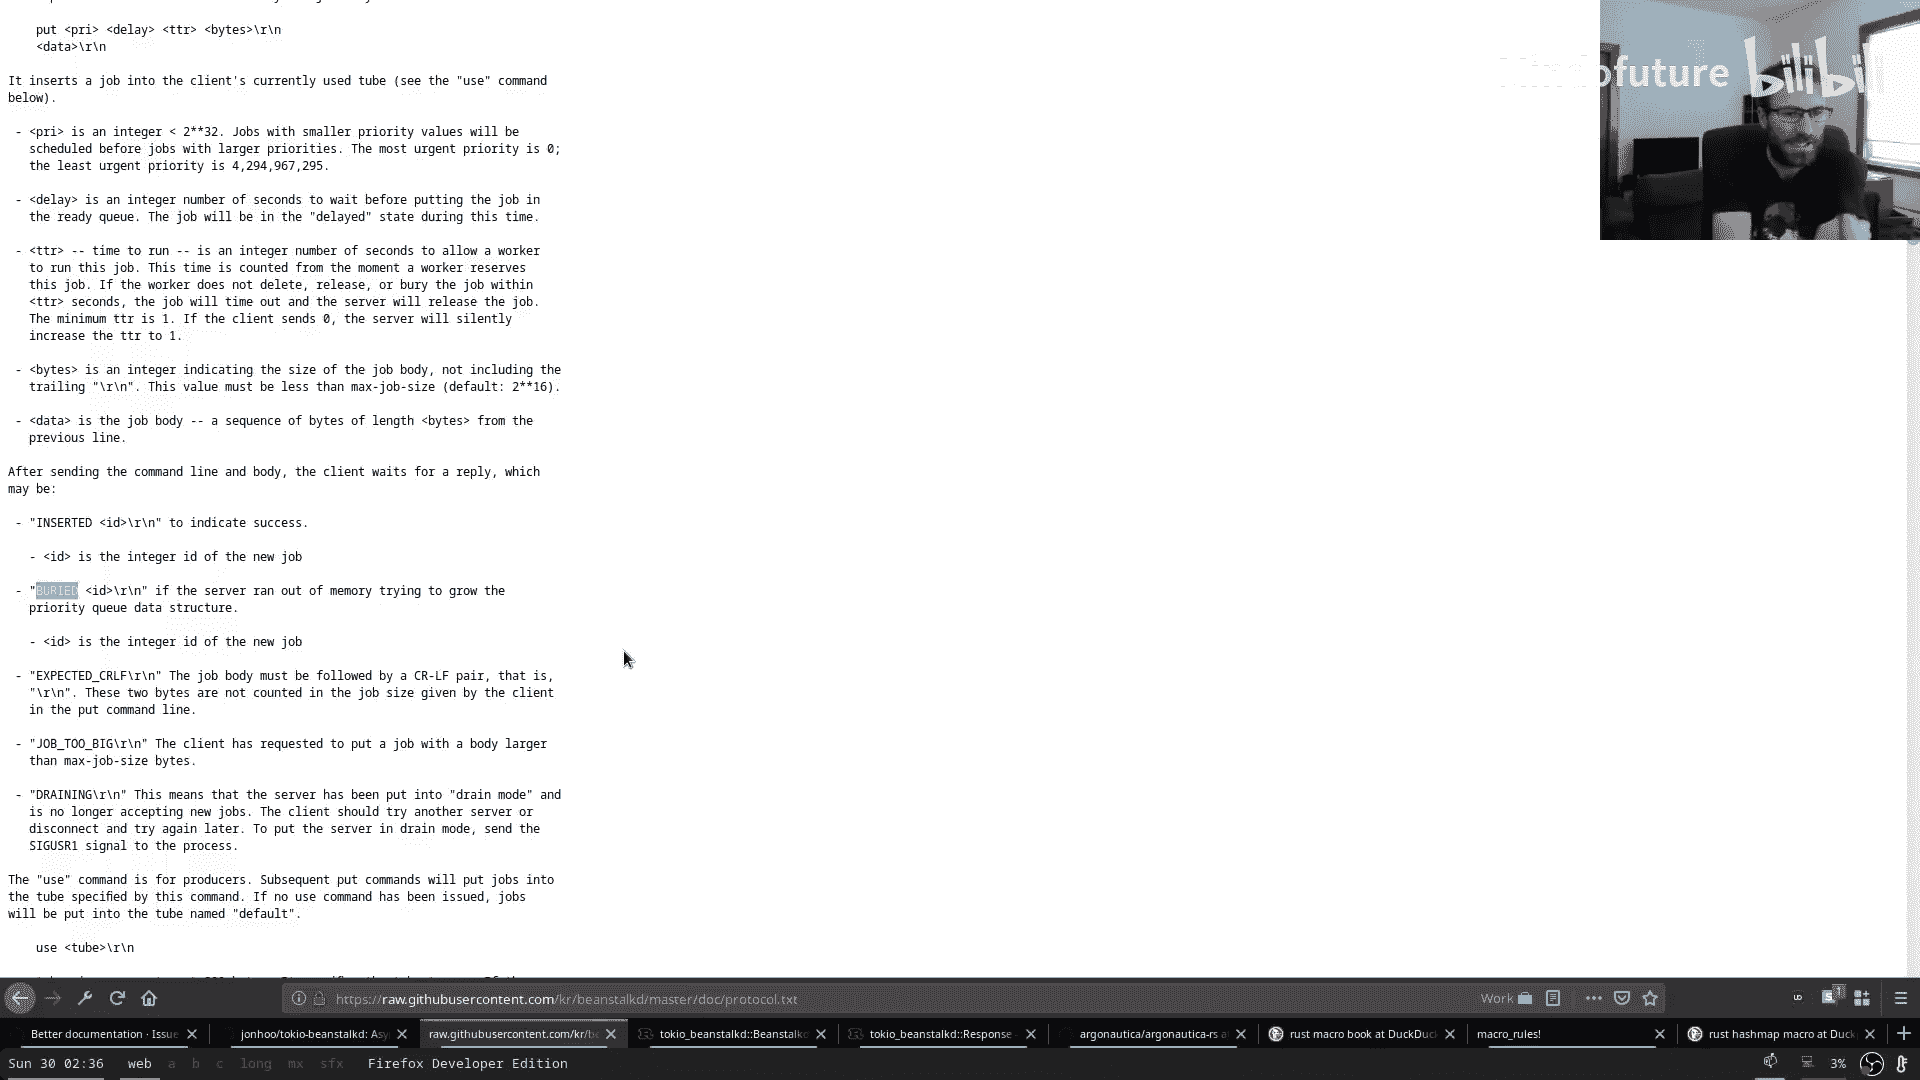 put <pri> <delay> <ttr> <bytes>\r\n
<data>\r\n
It inserts a job into the client's currently used tube (see the "use" command
below).
- <pri> is an integer < 2**32. Jobs with smaller priority values will be
scheduled before jobs with larger priorities. The most urgent priority is 0;
the least urgent priority is 4,294,967,295.
- <delay> is an integer number of seconds to wait before putting the job in
the ready queue. The job will be in the "delayed" state during this time.
- <ttr> -- time to run -- is an integer number of seconds to allow a worker
to run this job. This time is counted from the moment a worker reserves
this job. If the worker does not delete, release, or bury the job within
<ttr> seconds, the job will time out and the server will release the job.
The minimum ttr is 1. If the client sends 0, the server will silently
increase the ttr to 1.
- <bytes> is an integer indicating the size of the job body, not including the
trailing "\r\n". This value must be less than max-job-size (default: 2**16).
- <data> is the job body -- a sequence of bytes of length <bytes> from the
previous line.
After sending the command line and body, the client waits for a reply, which
may be:
- "INSERTED <id>\r\n" to indicate success.
- <id> is the integer id of the new job
- "BURIED <id>\r\n" if the server ran out of memory trying to grow the
priority queue data structure.
- <id> is the integer id of the new job
- "EXPECTED_CRLF\r\n" The job body must be followed by a CR-LF pair, that is,
"\r\n". These two bytes are not counted in the job size given by the client
in the put command line.
- "JOB_TOO_BIG\r\n" The client has requested to put a job with a body larger
than max-job-size bytes.
- "DRAINING\r\n" This means that the server has been put into "drain mode" and
is no longer accepting new jobs. The client should try another server or
disconnect and try again later. To put the server in drain mode, send the
SIGUSR1 signal to the process.
The "use" command is for producers. Subsequent put commands will put jobs into
the tube specified by this command. If no use command has been issued, jobs
will be put into the tube named "default".
use <tube>\r\n
Mindofuture bilibili
https://raw.githubusercontent.com/kr/beanstalkd/master/doc/protocol.txt
Work
Better documentation · Issue
jonhoo/tokio-beanstalkd: Asy
raw.githubusercontent.com/kr/be
tokio_beanstalkd::Beanstalkd
tokio_beanstalkd::Response
argonautica/argonautica-rs at
rust macro book at DuckDuc
macro_rules!
rust hashmap macro at Duck
Sun 30 02:36 web a b c long mx sfx Firefox Developer Edition 3%